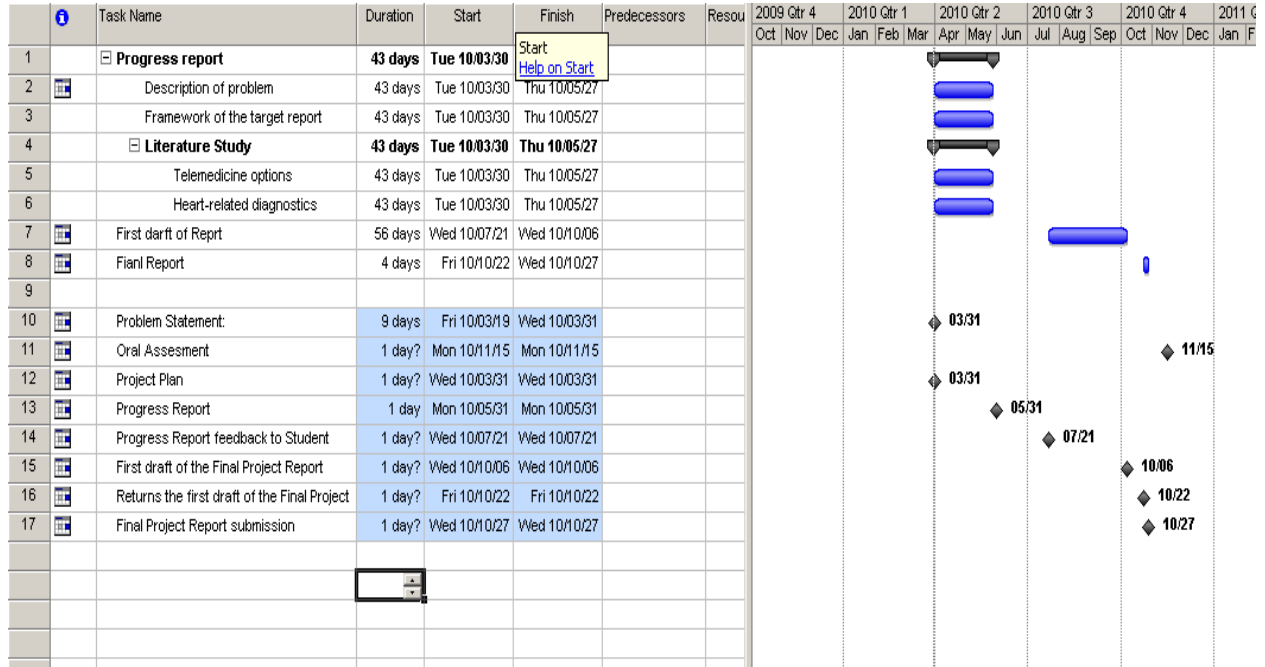 Task Name Duration Start Finish Predecessors Resou 2009 Qtr 4 2010 Qtr 1 2010 Qtr 2 2010 Qtr 3 2010 Qtr 4 2011 Q
Oct Nov Dec Jan Feb Mar Apr May Jun Jul Aug Sep Oct Nov Dec Jan F
Start
Help on Start
1 Progress report 43 days Tue 10/03/30
2 Description of problem 43 days Tue 10/03/30 Thu 10/05/27
3 Framework of the target report 43 days Tue 10/03/30 Thu 10/05/27
4 Literature Study 43 days Tue 10/03/30 Thu 10/05/27
5 Telemedicine options 43 days Tue 10/03/30 Thu 10/05/27
6 Heart-related diagnostics 43 days Tue 10/03/30 Thu 10/05/27
7 First darft of Reprt 56 days Wed 10/07/21 Wed 10/10/06
8 Fianl Report 4 days Fri 10/10/22 Wed 10/10/27
9
10 Problem Statement: 9 days Fri 10/03/19 Wed 10/03/31 03/31
11 Oral Assesment 1 day? Mon 10/11/15 Mon 10/11/15 11/15
12 Project Plan 1 day? Wed 10/03/31 Wed 10/03/31 03/31
13 Progress Report 1 day Mon 10/05/31 Mon 10/05/31 05/31
14 Progress Report feedback to Student 1 day? Wed 10/07/21 Wed 10/07/21 07/21
15 First draft of the Final Project Report 1 day? Wed 10/10/06 Wed 10/10/06 10/06
16 Returns the first draft of the Final Project 1 day? Fri 10/10/22 Fri 10/10/22 10/22
17 Final Project Report submission 1 day? Wed 10/10/27 Wed 10/10/27 10/27